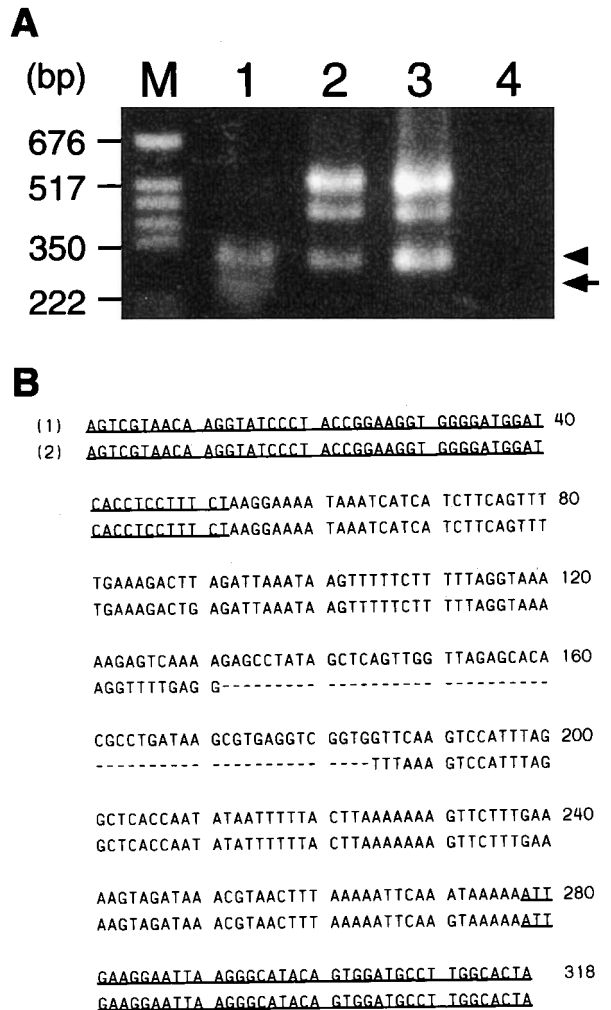 A
(bp) M 1 2 3 4
676
517
350
222
B
(1) AGTCGTAACA AGGTATCCCT ACCGGAAGGT GGGGATGGAT 40
(2) AGTCGTAACA AGGTATCCCT ACCGGAAGGT GGGGATGGAT
CACCTCCTTT CTAAGGAAAA TAAATCATCA TCTTCAGTTT 80
CACCTCCTTT CTAAGGAAAA TAAATCATCA TCTTCAGTTT
TGAAAGACTT AGATTAAATA AGTTTTTCTT TTTAGGTAAA 120
TGAAAGACTG AGATTAAATA AGTTTTTCTT TTTAGGTAAA
AAGAGTCAAA AGAGCCTATA GCTCAGTTGG TTAGAGCACA 160
AGGTTTTGAG G--------- ---------- ----------
CGCCTGATAA GCGTGAGGTC GGTGGTTCAA GTCCATTTAG 200
---------- ---------- ----TTTAAA GTCCATTTAG
GCTCACCAAT ATAATTTTTA CTTAAAAAAA GTTCTTTGAA 240
GCTCACCAAT ATATTTTTTA CTTAAAAAAA GTTCTTTGAA
AAGTAGATAA ACGTAACTTT AAAAATTCAA ATAAAAAATT 280
AAGTAGATAA ACGTAACTTT AAAAATTCAA GTAAAAAATT
GAAGGAATTA AGGGCATACA GTGGATGCCT TGGCACTA 318
GAAGGAATTA AGGGCATACA GTGGATGCCT TGGCACTA